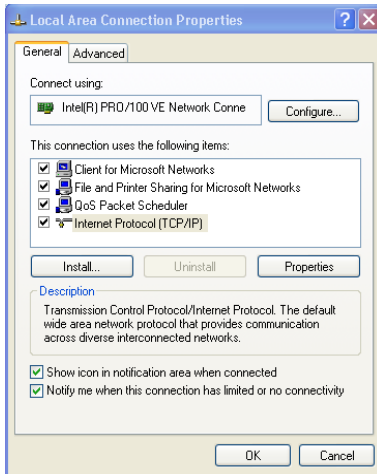 Local Area Connection Properties
General
Advanced
Connect using:
Intel(R) PRO/100 VE Network Conne
Configure...
This connection uses the following items:
Client for Microsoft Networks
File and Printer Sharing for Microsoft Networks
QoS Packet Scheduler
Internet Protocol (TCP/IP)
Install...
Uninstall
Properties
Description
Transmission Control Protocol/Internet Protocol. The default
wide area network protocol that provides communication
across diverse interconnected networks.
Show icon in notification area when connected
Notify me when this connection has limited or no connectivity
OK
Cancel